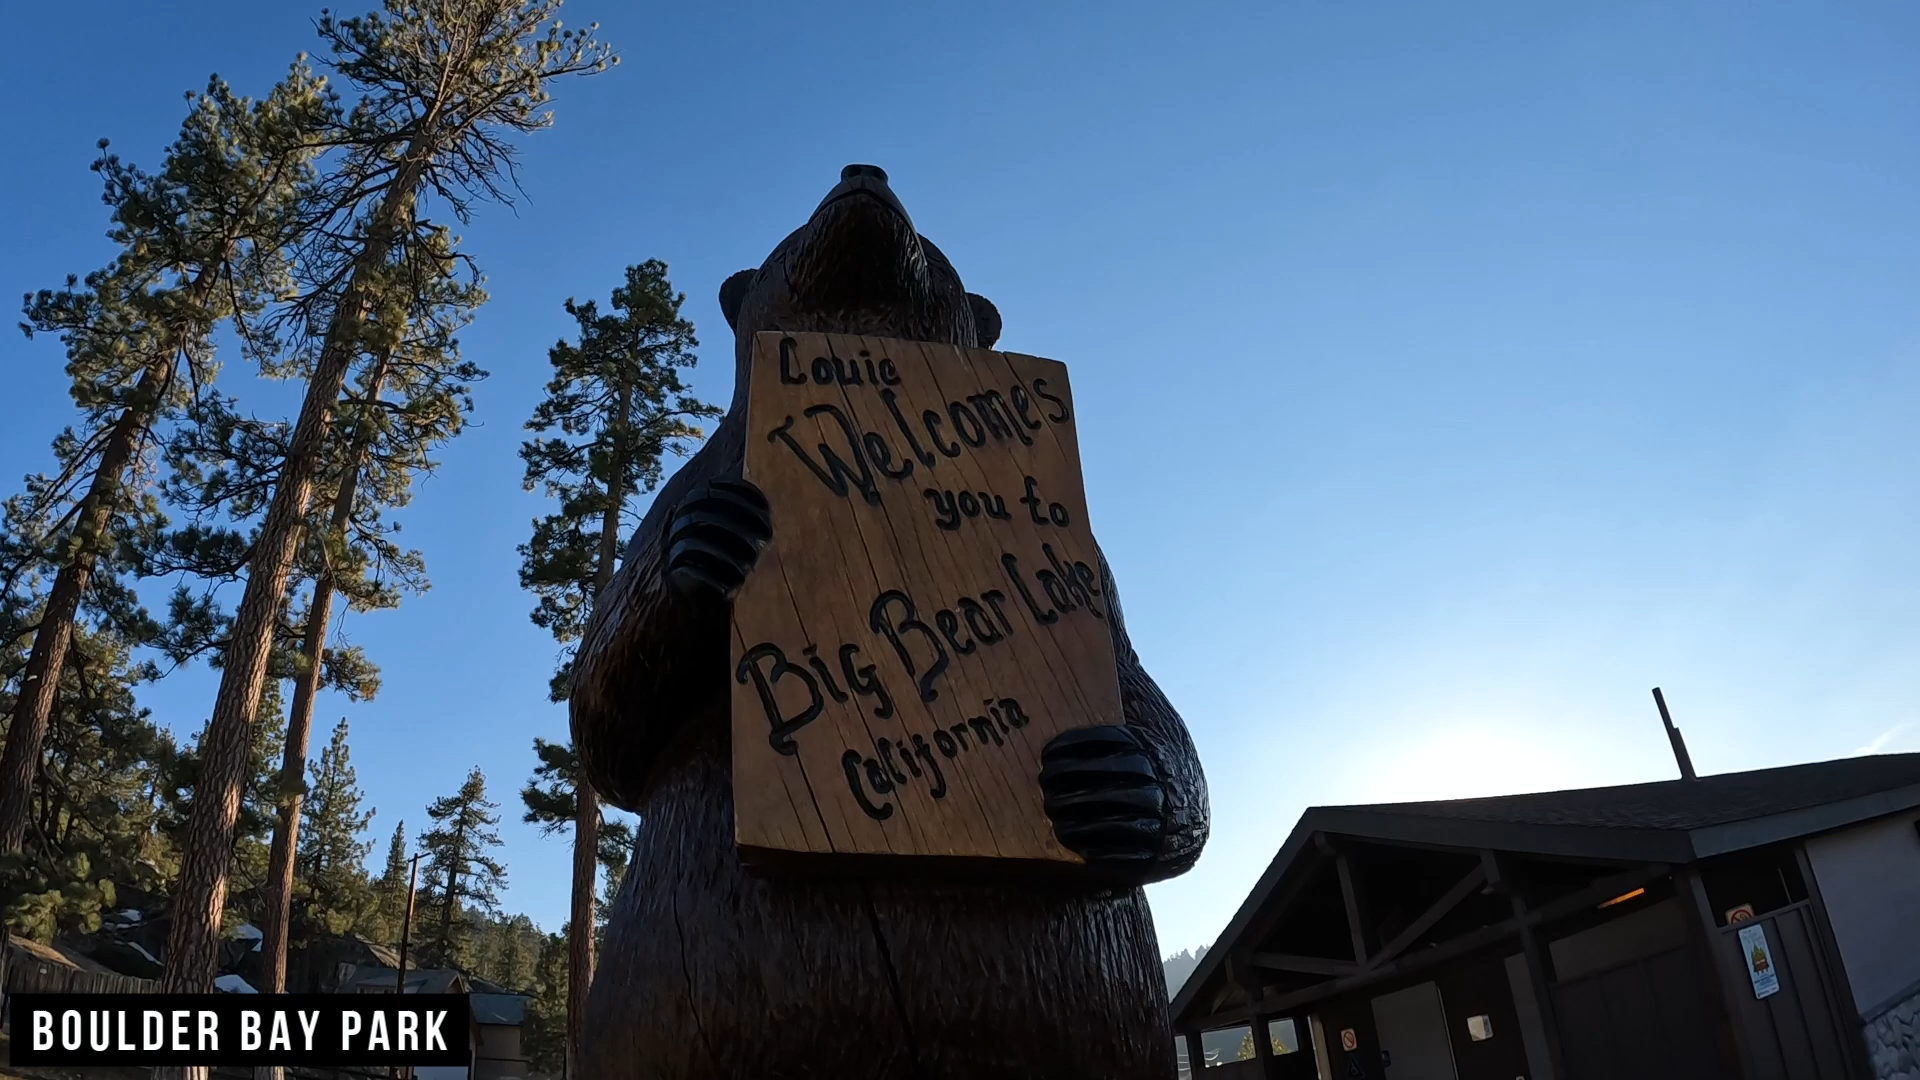 Louie
Welcomes
you to
Big Bear Lake
California
BOULDER BAY PARK